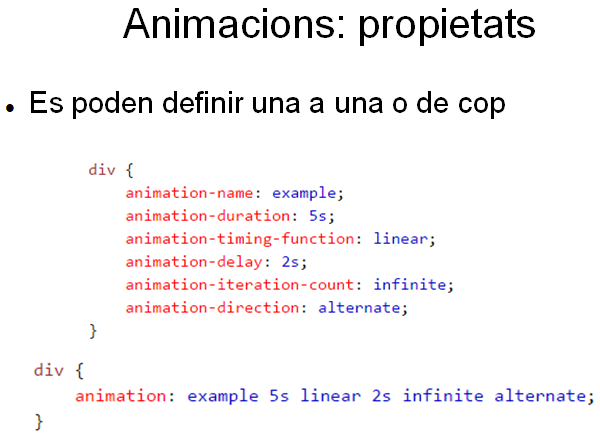 Animacions: propietats
• Es poden definir una a una o de cop
div {
animation-name: example;
animation-duration: 5s;
animation-timing-function: linear;
animation-delay: 2s;
animation-iteration-count: infinite;
animation-direction: alternate;
}
div {
animation: example 5s linear 2s infinite alternate;
}